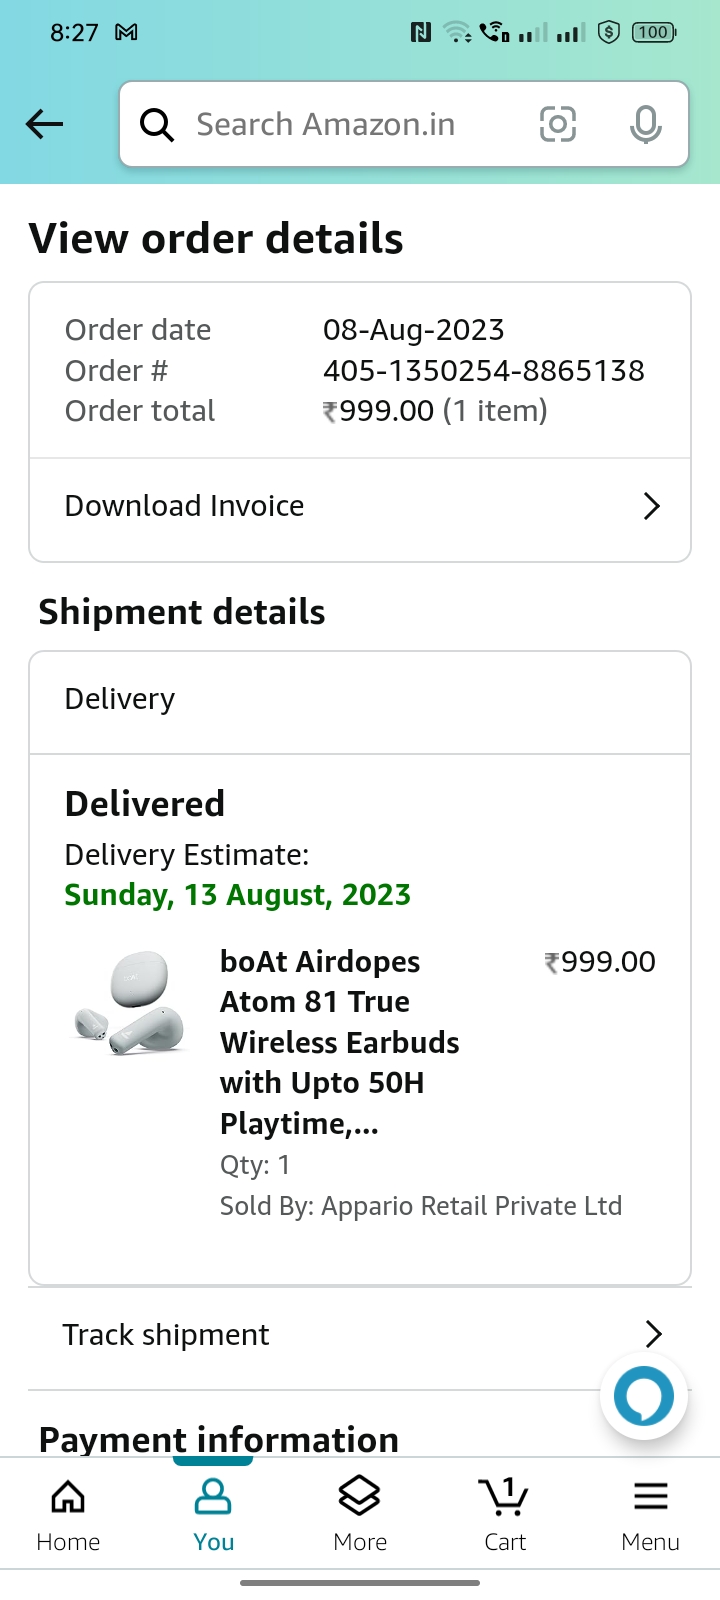 8:27
100
Search Amazon.in
View order details
Order date 08-Aug-2023
Order # 405-1350254-8865138
Order total ₹999.00 (1 item)
Download Invoice
Shipment details
Delivery
Delivered
Delivery Estimate:
Sunday, 13 August, 2023
boAt Airdopes ₹999.00
Atom 81 True
Wireless Earbuds
with Upto 50H
Playtime,...
Qty: 1
Sold By: Appario Retail Private Ltd
Track shipment
Payment information
1
Home You More Cart Menu